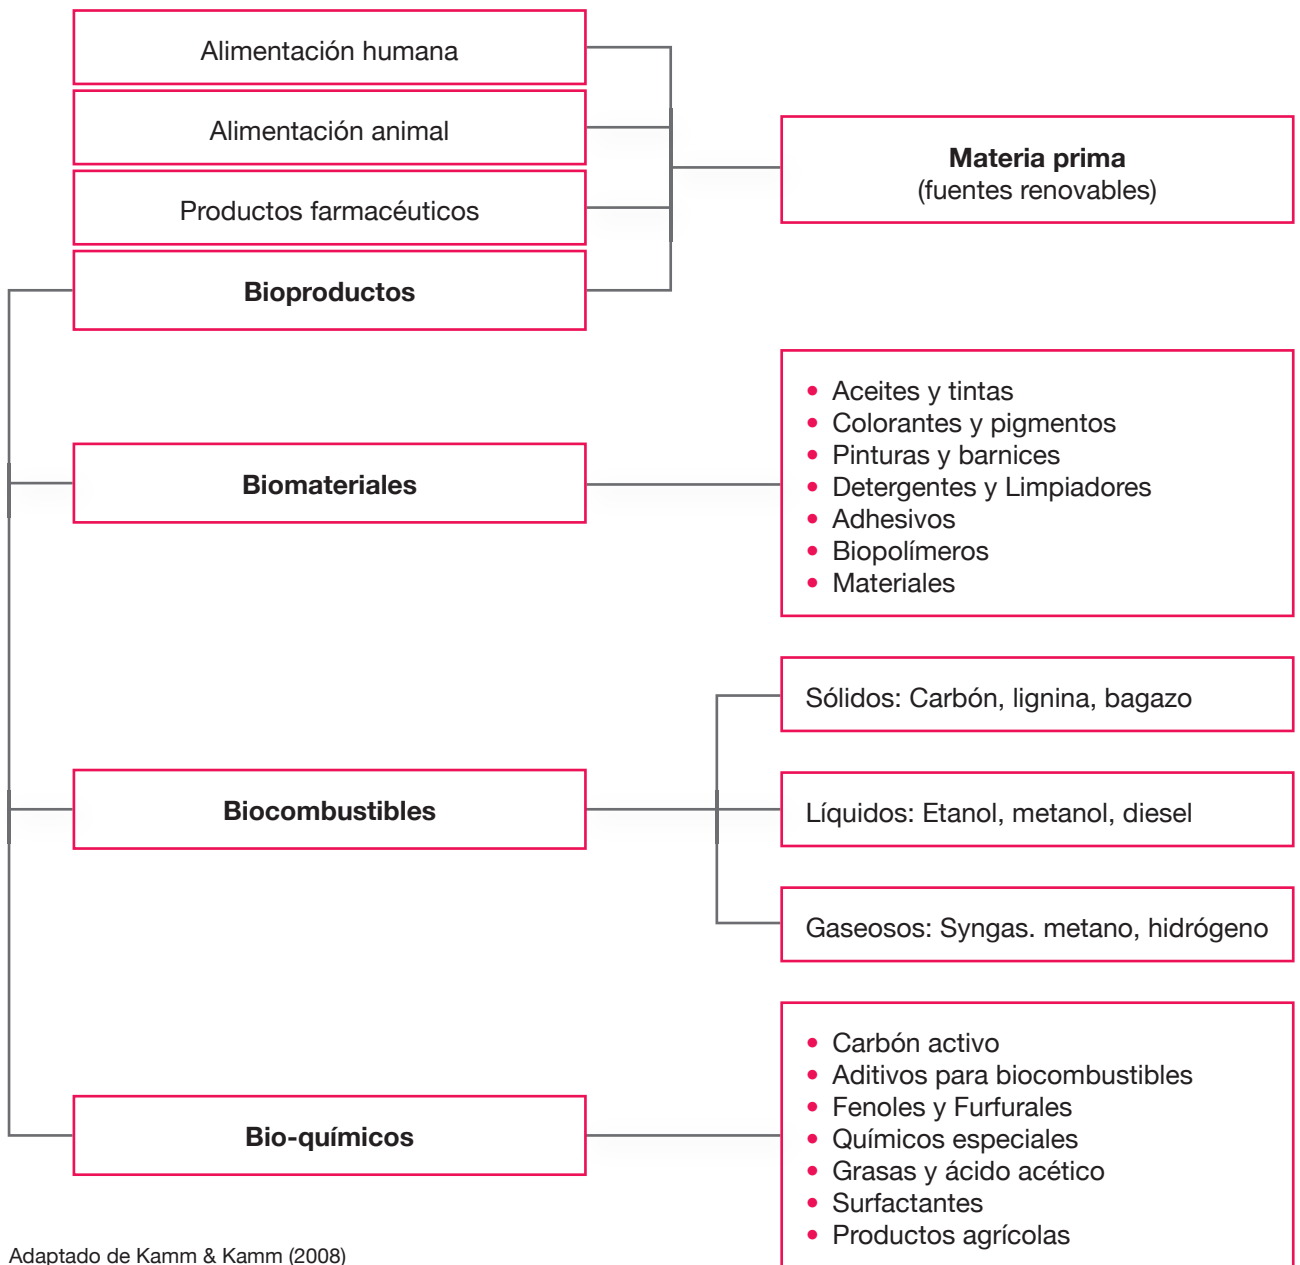 Alimentación humana
Alimentación animal
Productos farmacéuticos
Bioproductos
Materia prima
(fuentes renovables)
Biomateriales
• Aceites y tintas
• Colorantes y pigmentos
• Pinturas y barnices
• Detergentes y Limpiadores
• Adhesivos
• Biopolímeros
• Materiales
Biocombustibles
Sólidos: Carbón, lignina, bagazo
Líquidos: Etanol, metanol, diesel
Gaseosos: Syngas. metano, hidrógeno
Bio-químicos
• Carbón activo
• Aditivos para biocombustibles
• Fenoles y Furfurales
• Químicos especiales
• Grasas y ácido acético
• Surfactantes
• Productos agrícolas
Adaptado de Kamm & Kamm (2008)